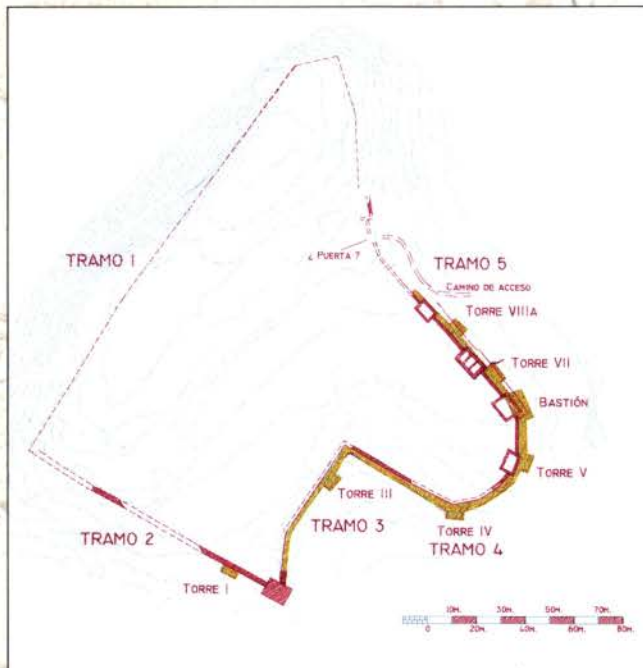 TRAMO 1
¿ PUERTA ?
TRAMO 5
CAMINO DE ACCESO
TORRE VIIIA
TORRE VII
BASTIÓN
TORRE V
TORRE III
TRAMO 3
TORRE IV
TRAMO 4
TRAMO 2
TORRE I
10M. 30M. 50M. 70M.
0 20M. 40M. 60M. 80M.